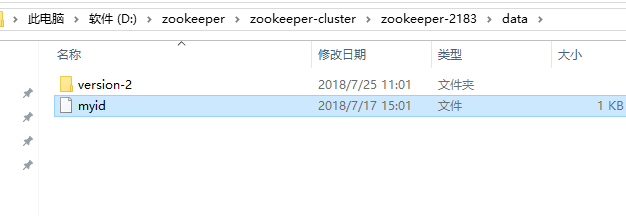 此电脑 › 软件 (D:) › zookeeper › zookeeper-cluster › zookeeper-2183 › data ›
名称 修改日期 类型 大小
version-2 2018/7/25 11:01 文件夹
myid 2018/7/17 15:01 文件 1 KB